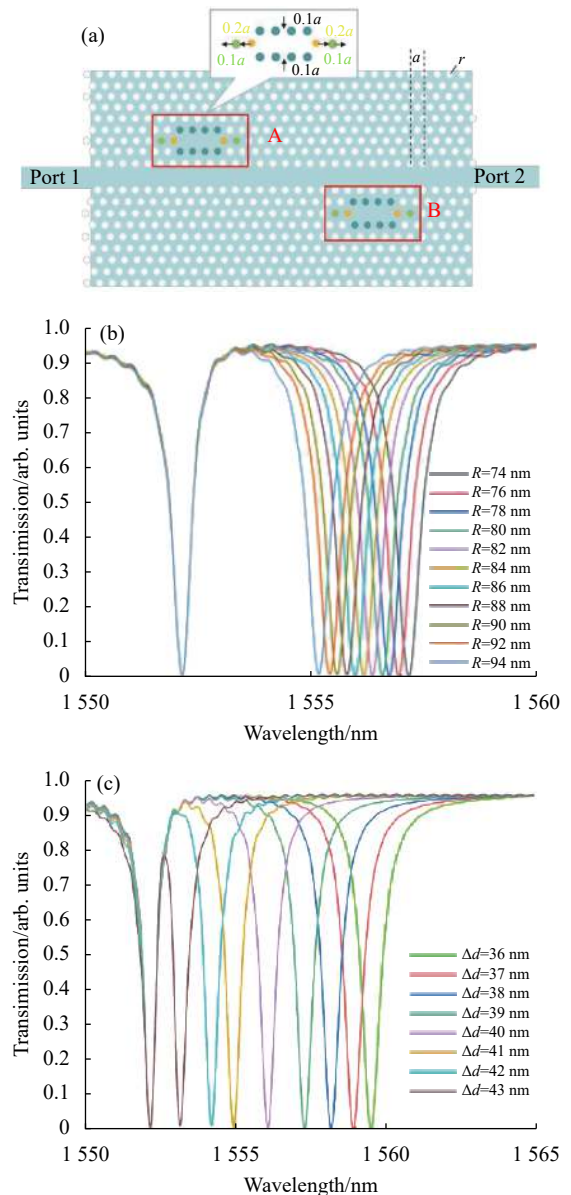 (a)
0.1a
0.2a 0.2a
0.1a 0.1a
0.1a
a
r
A
Port 1
Port 2
B
(b)
1.0
0.9
0.8
0.7
0.6
0.5
0.4
0.3
0.2
0.1
0
Transimission/arb. units
R=74 nm
R=76 nm
R=78 nm
R=80 nm
R=82 nm
R=84 nm
R=86 nm
R=88 nm
R=90 nm
R=92 nm
R=94 nm
1 550 1 555 1 560
Wavelength/nm
(c)
1.0
0.9
0.8
0.7
0.6
0.5
0.4
0.3
0.2
0.1
0
Transimission/arb. units
Δd=36 nm
Δd=37 nm
Δd=38 nm
Δd=39 nm
Δd=40 nm
Δd=41 nm
Δd=42 nm
Δd=43 nm
1 550 1 555 1 560 1 565
Wavelength/nm